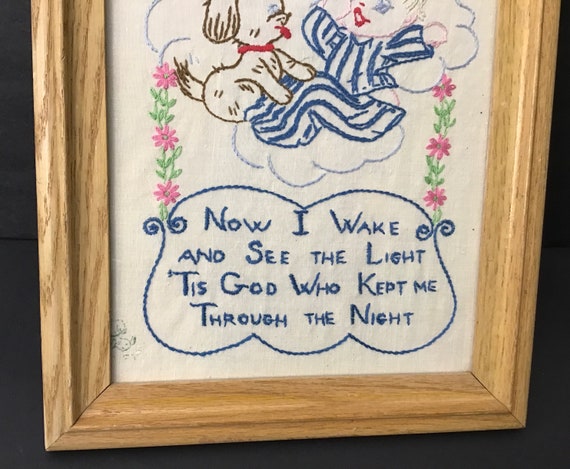 Now I Wake
and See the Light
'Tis God Who Kept me
Through the Night